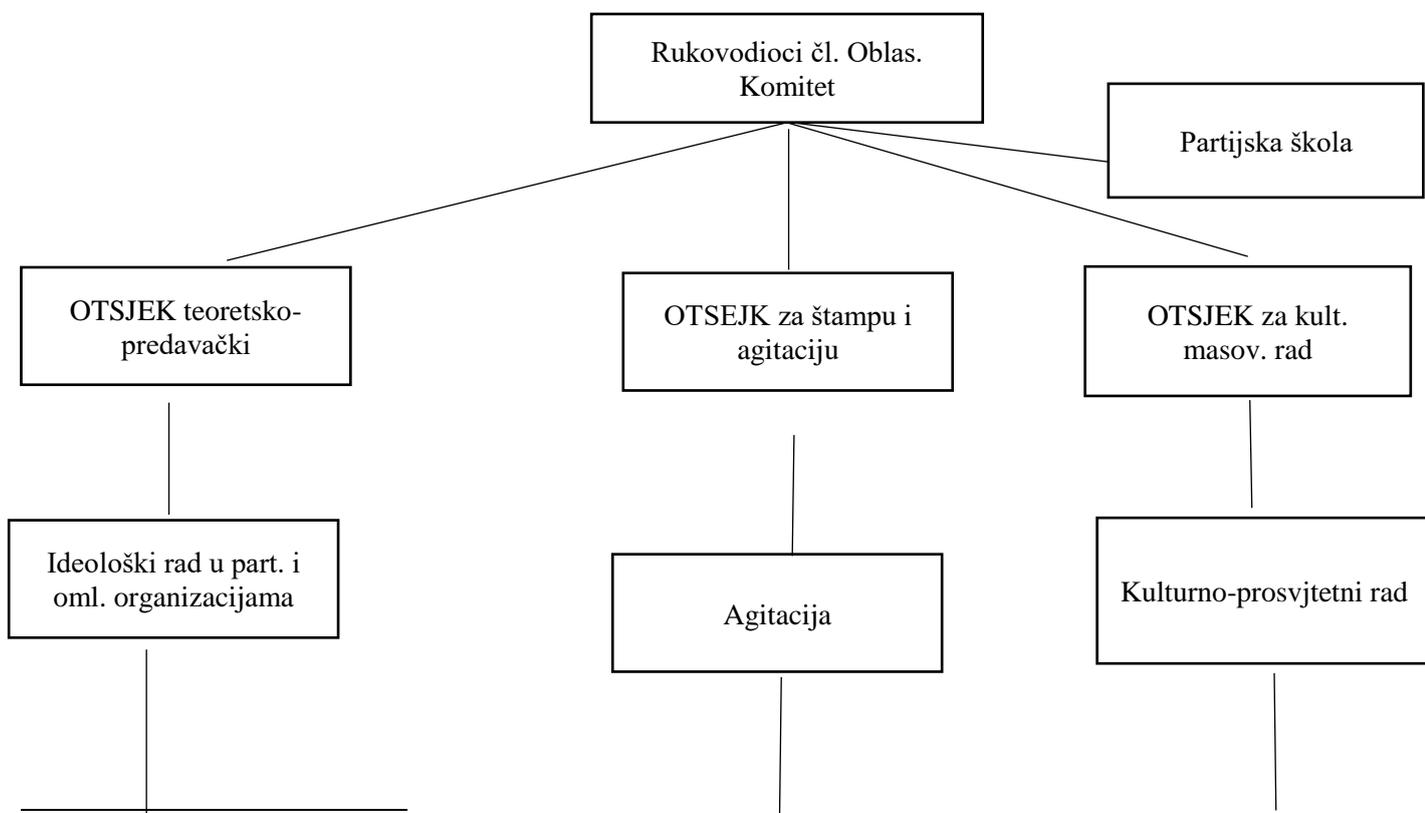 Rukovodioci čl. Oblas.
Komitet
Partijska škola
OTSJEK teoretsko-
predavački
OTSEJK za štampu i
agitaciju
OTSJEK za kult.
masov. rad
Ideološki rad u part. i
oml. organizacijama
Agitacija
Kulturno-prosvjtetni rad